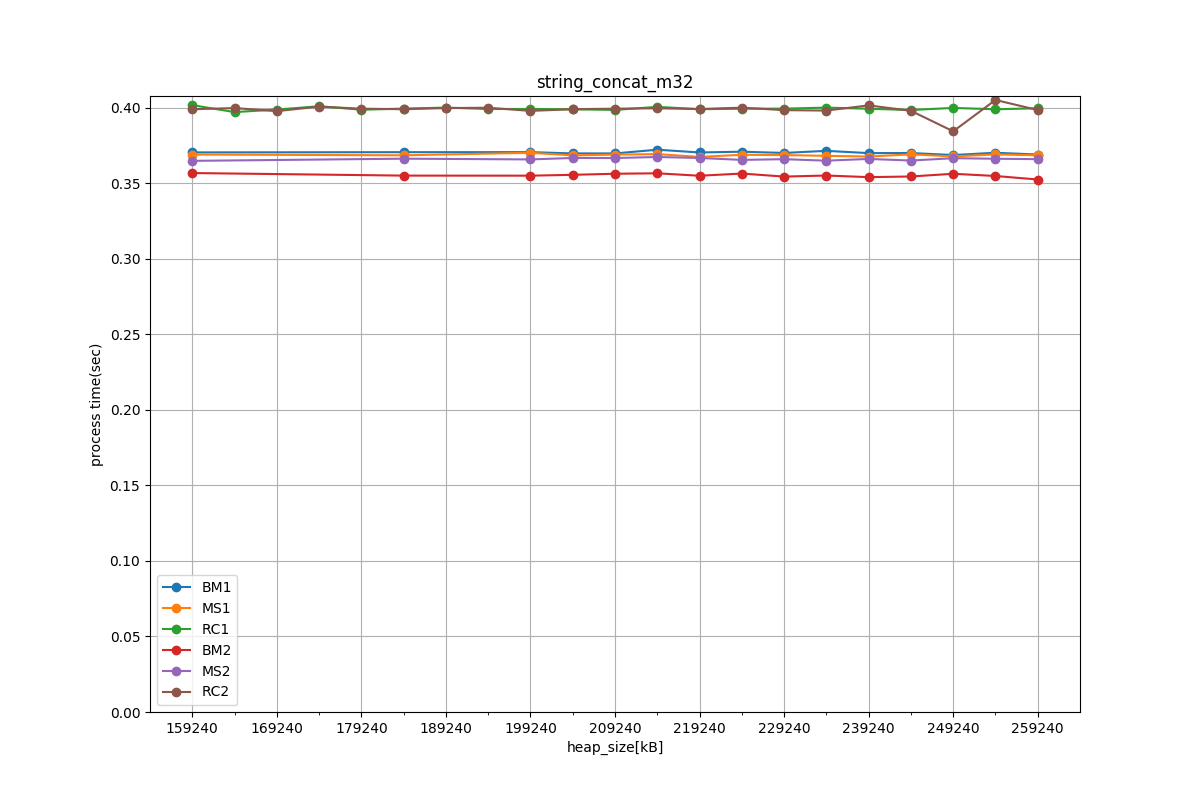 string_concat_m32
0.40
0.35
0.30
0.25
0.20
0.15
0.10
0.05
0.00
process time(sec)
BM1
MS1
RC1
BM2
MS2
RC2
159240 169240 179240 189240 199240 209240 219240 229240 239240 249240 259240
heap_size[kB]